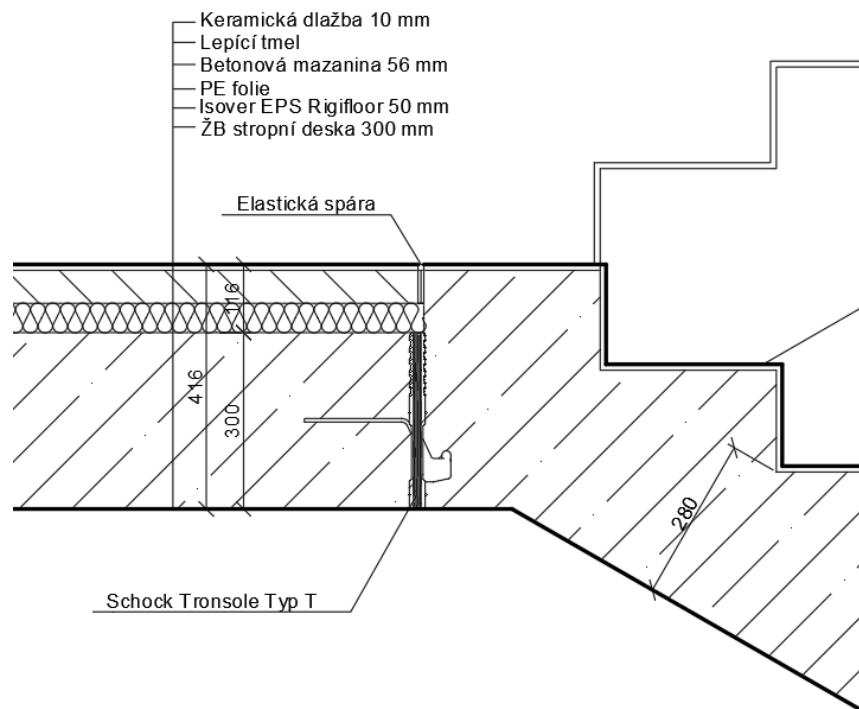 Keramická dlažba 10 mm
Lepící tmel
Betonová mazanina 56 mm
PE folie
Isover EPS Rigifloor 50 mm
ŽB stropní deska 300 mm
Elastická spára
116
416
300
280
Schock Tronsole Typ T